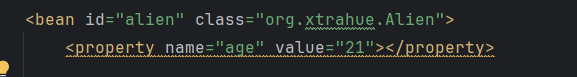 <bean id="alien" class="org.xtrahue.Alien">
<property name="age" value="21"></property>